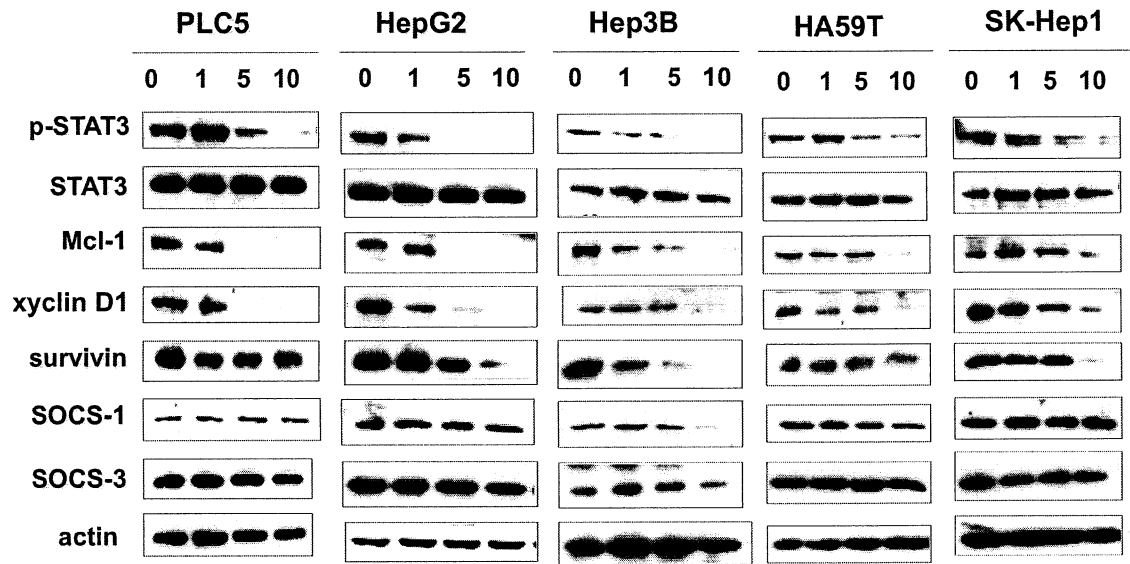 PLC5 HepG2 Hep3B HA59T SK-Hep1
0 1 5 10 0 1 5 10 0 1 5 10 0 1 5 10 0 1 5 10
p-STAT3
STAT3
Mcl-1
xyclin D1
survivin
SOCS-1
SOCS-3
actin